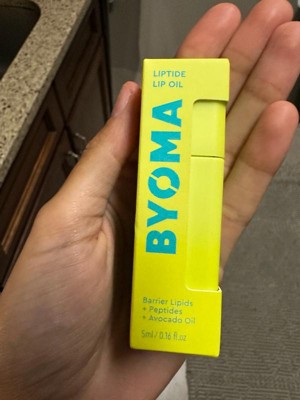 LIPTIDE
LIP OIL
BYOMA
Barrier Lipids
+ Peptides
+ Avocado Oil
5ml / 0.16 fl.oz